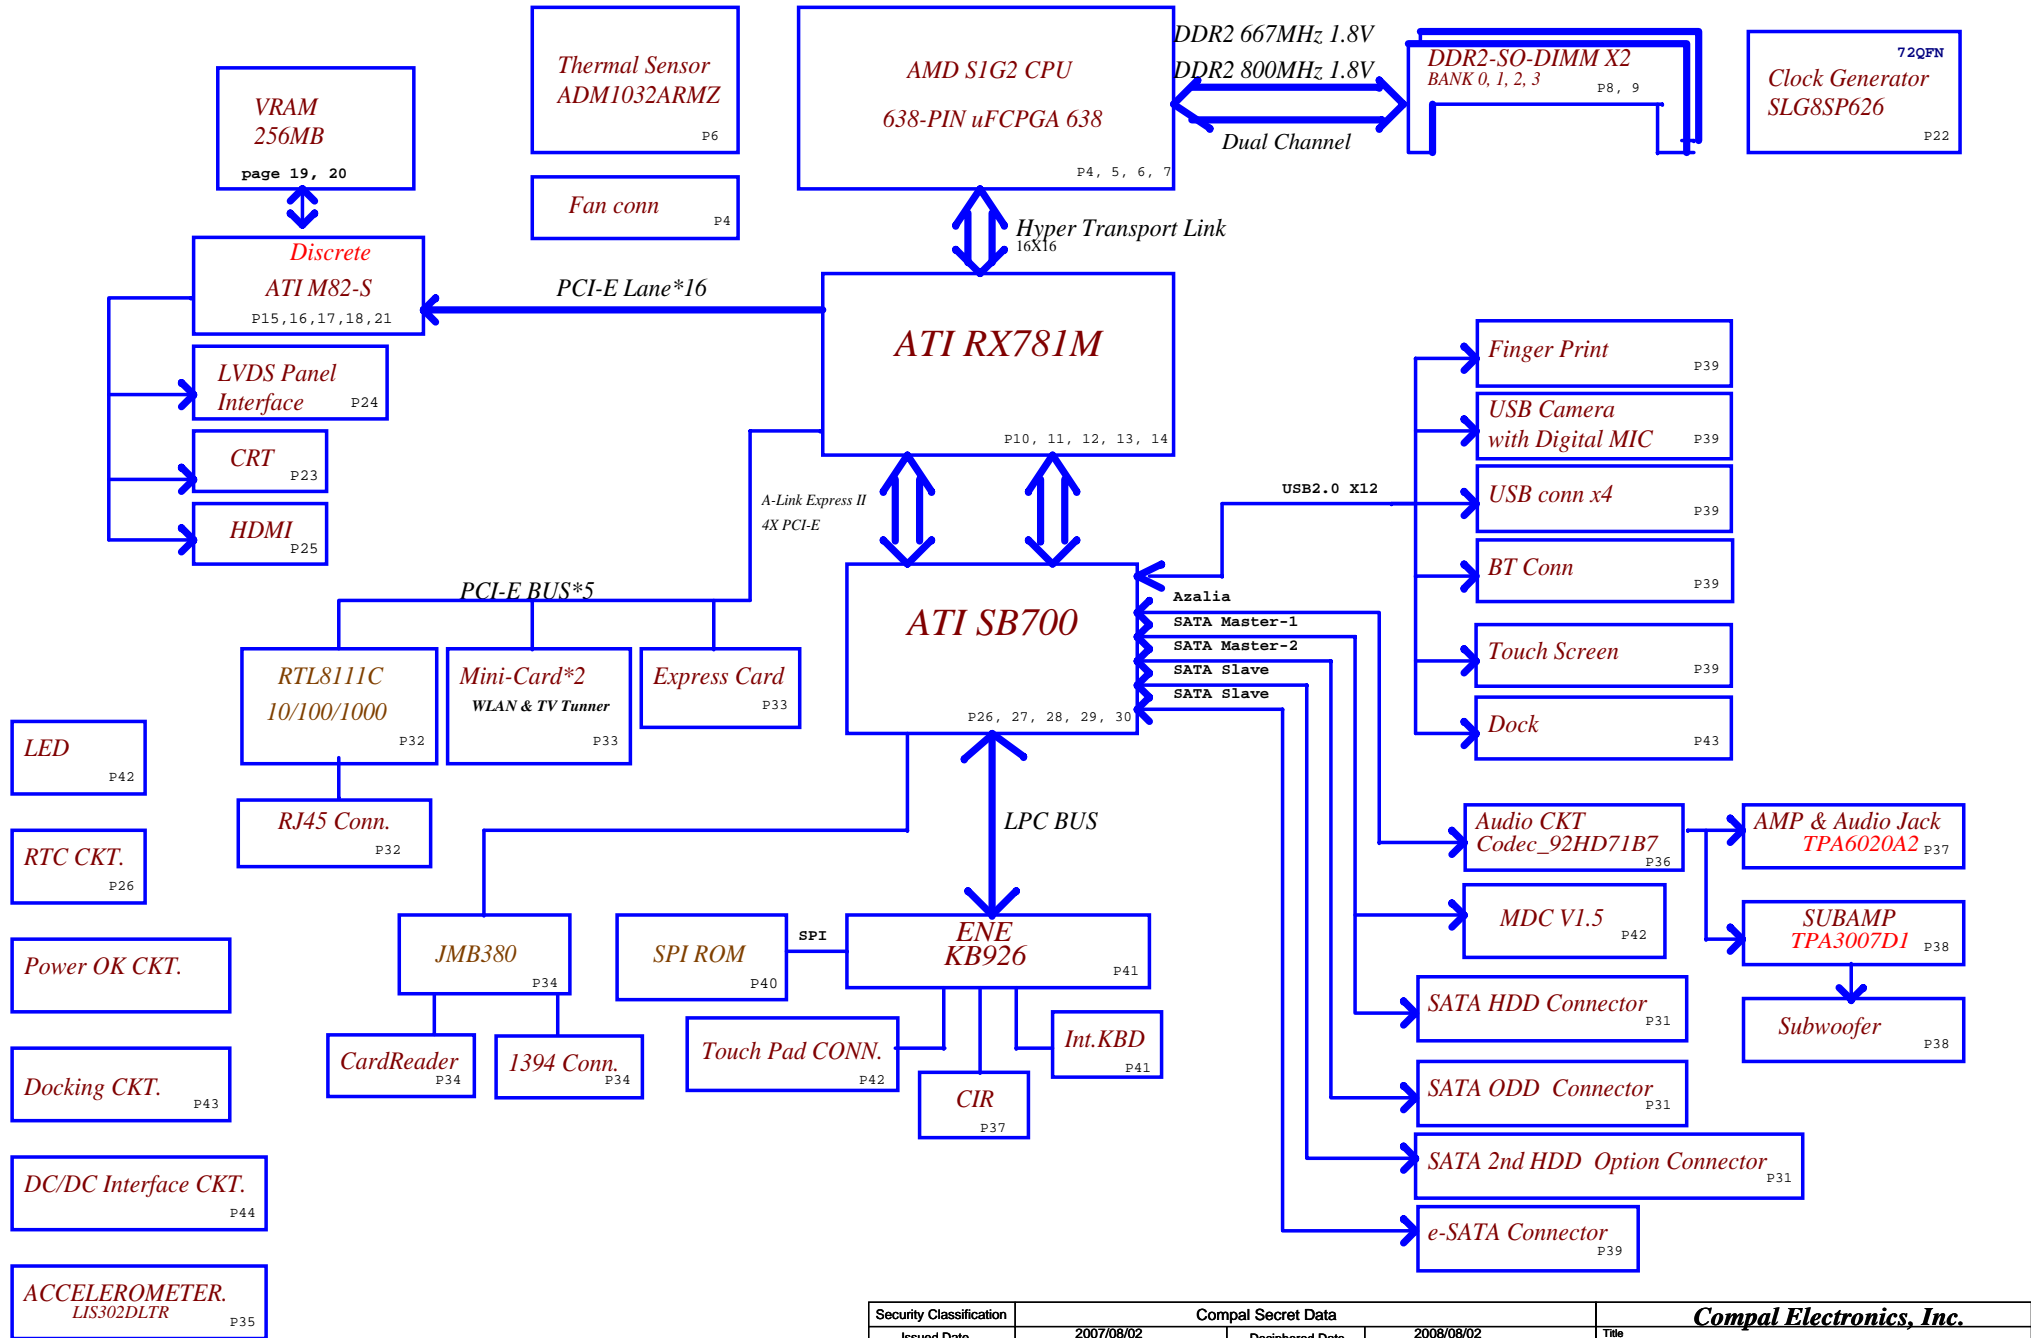 VRAM
256MB
page 19, 20
Thermal Sensor
ADM1032ARMZ
P6
Fan conn
P4
AMD S1G2 CPU
638-PIN uFCPGA 638
P4, 5, 6, 7
DDR2 667MHz 1.8V
DDR2 800MHz 1.8V
Dual Channel
DDR2-SO-DIMM X2
BANK 0, 1, 2, 3
P8, 9
72QFN
Clock Generator
SLG8SP626
P22
Hyper Transport Link
16X16
Discrete
ATI M82-S
P15,16,17,18,21
PCI-E Lane*16
ATI RX781M
P10, 11, 12, 13, 14
LVDS Panel
Interface
P24
CRT
P23
HDMI
P25
A-Link Express II
4X PCI-E
USB2.0 X12
Finger Print
P39
USB Camera
with Digital MIC
P39
USB conn x4
P39
BT Conn
P39
Touch Screen
P39
Dock
P43
PCI-E BUS*5
ATI SB700
P26, 27, 28, 29, 30
Azalia
SATA Master-1
SATA Master-2
SATA Slave
SATA Slave
RTL8111C
10/100/1000
P32
Mini-Card*2
WLAN & TV Tunner
P33
Express Card
P33
RJ45 Conn.
P32
LED
P42
RTC CKT.
P26
Power OK CKT.
Docking CKT.
P43
DC/DC Interface CKT.
P44
ACCELEROMETER.
LIS302DLTR
P35
LPC BUS
JMB380
P34
CardReader
P34
1394 Conn.
P34
SPI ROM
P40
SPI
ENE
KB926
P41
Touch Pad CONN.
P42
CIR
P37
Int.KBD
P41
Audio CKT
Codec_92HD71B7
P36
AMP & Audio Jack
TPA6020A2
P37
MDC V1.5
P42
SUBAMP
TPA3007D1
P38
Subwoofer
P38
SATA HDD Connector
P31
SATA ODD Connector
P31
SATA 2nd HDD Option Connector
P31
e-SATA Connector
P39
Security Classification
Compal Secret Data
Compal Electronics, Inc.
Issued Date
2007/08/02
Deciphered Date
2008/08/02
Title